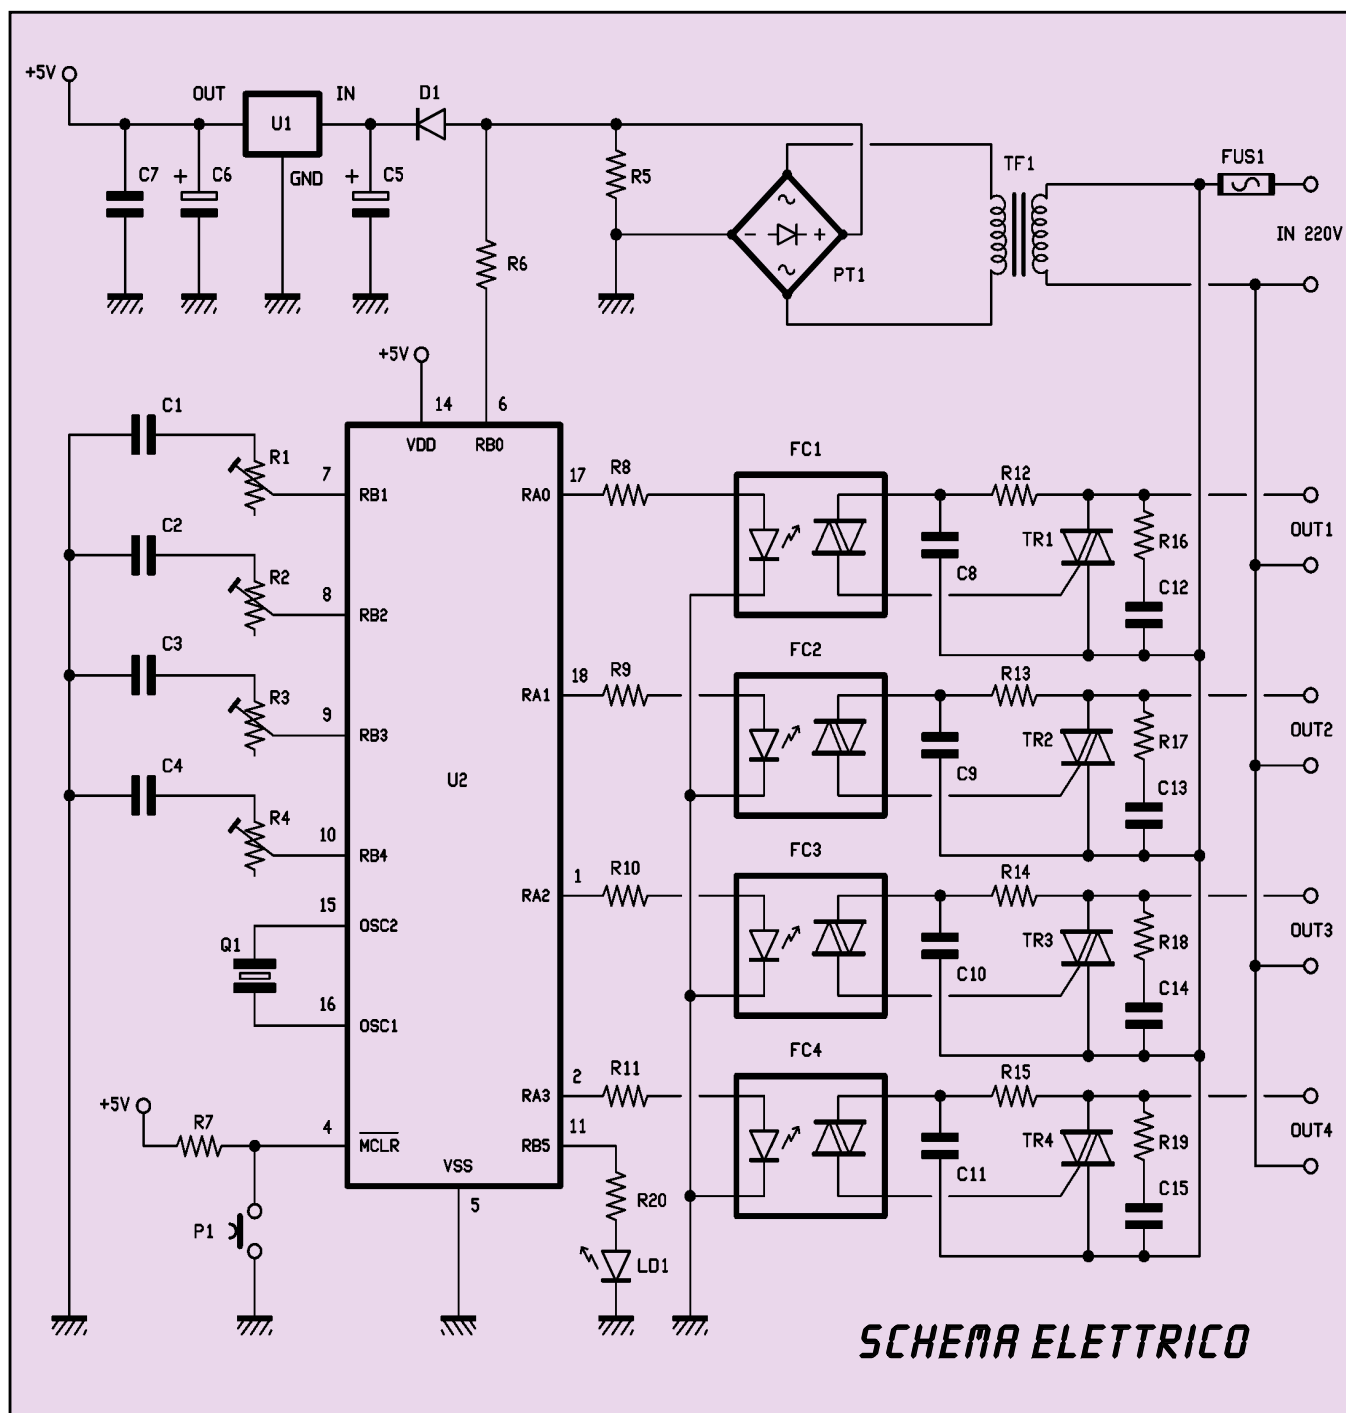 +5V
OUT
U1
IN
GND
D1
C7
+
C6
+
C5
R5
R6
- +
PT1
TF1
FUS1
IN 220V
+5V
14
6
VDD
RB0
C1
R1
7
RB1
C2
R2
8
RB2
C3
R3
9
RB3
C4
R4
10
RB4
U2
15
OSC2
Q1
16
OSC1
+5V
R7
4
MCLR
P1
VSS
5
RA0
17
R8
FC1
C8
R12
TR1
R16
C12
OUT1
RA1
18
R9
FC2
C9
R13
TR2
R17
C13
OUT2
RA2
1
R10
FC3
C10
R14
TR3
R18
C14
OUT3
RA3
2
R11
FC4
C11
R15
TR4
R19
C15
OUT4
RB5
11
R20
LD1
SCHEMA ELETTRICO